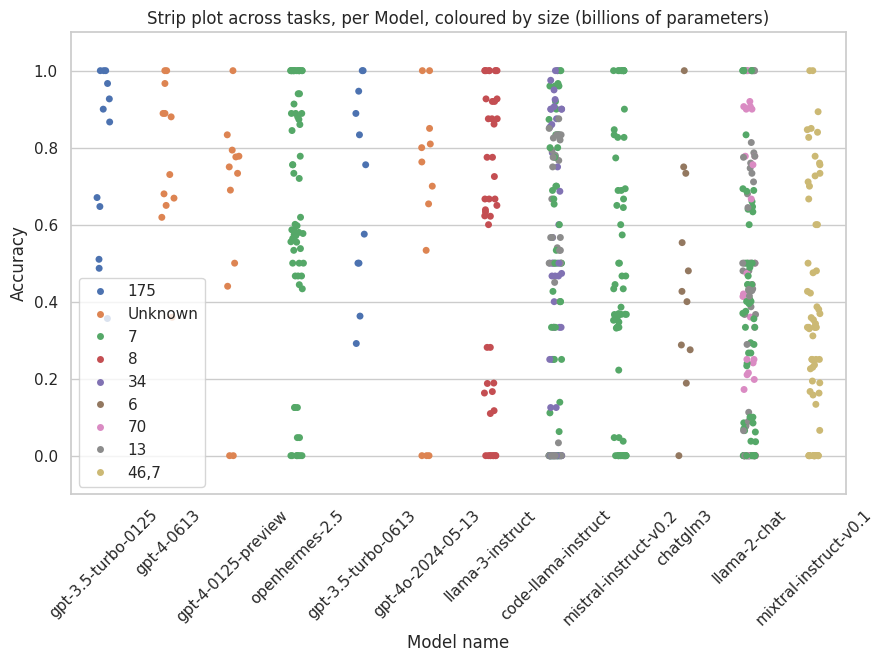 Strip plot across tasks, per Model, coloured by size (billions of parameters)
Accuracy
1.0
0.8
0.6
0.4
0.2
0.0
175
Unknown
7
8
34
6
70
13
46,7
gpt-3.5-turbo-0125
gpt-4-0613
gpt-4-0125-preview
openhermes-2.5
gpt-3.5-turbo-0613
gpt-4o-2024-05-13
llama-3-instruct
code-llama-instruct
mistral-instruct-v0.2
chatglm3
llama-2-chat
mixtral-instruct-v0.1
Model name